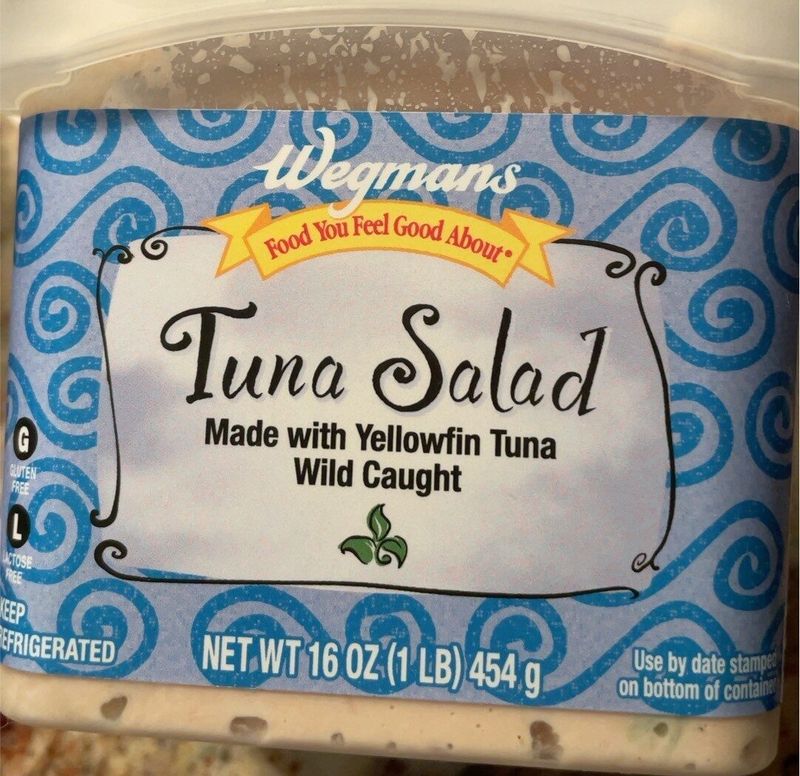 Wegmans
Food You Feel Good About
Tuna Salad
Made with Yellowfin Tuna
Wild Caught
G
GLUTEN
FREE
L
LACTOSE
FREE
KEEP
REFRIGERATED
NET WT 16 OZ (1 LB) 454 g
Use by date stamped
on bottom of container